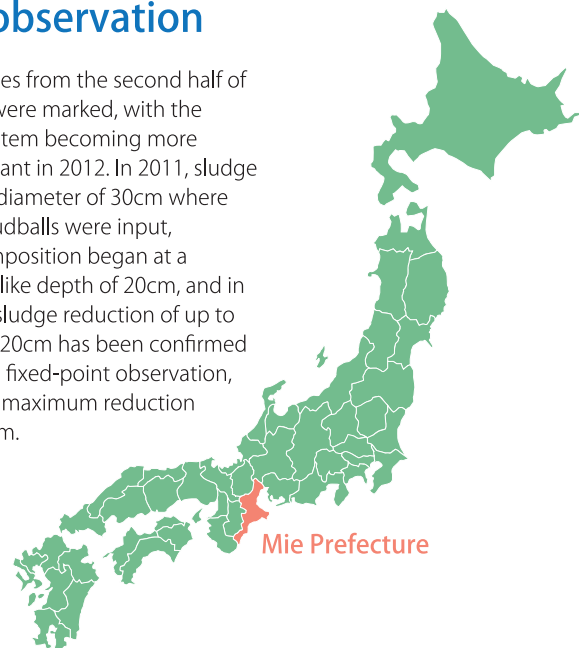 observation
es from the second half of
were marked, with the
tem becoming more
ant in 2012. In 2011, sludge
diameter of 30cm where
udballs were input,
mposition began at a
like depth of 20cm, and in
sludge reduction of up to
20cm has been confirmed
fixed-point observation,
maximum reduction
m.
Mie Prefecture